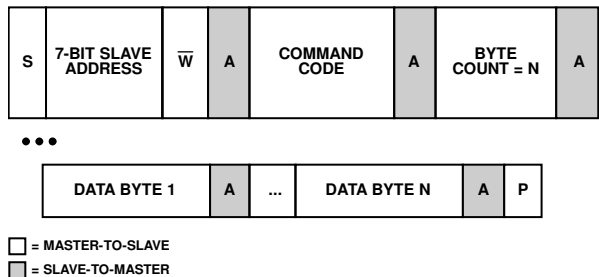 S
7-BIT SLAVE
ADDRESS
W̅
A
COMMAND
CODE
A
BYTE
COUNT = N
A
•••
DATA BYTE 1
A
...
DATA BYTE N
A
P
= MASTER-TO-SLAVE
= SLAVE-TO-MASTER